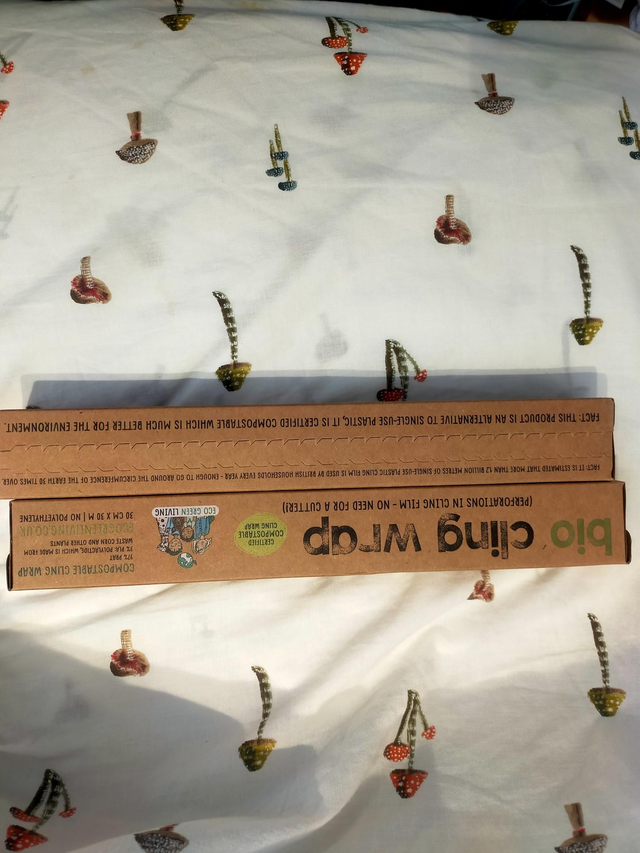 bio cling wrap
(PERFORATIONS IN CLING FILM - NO NEED FOR A CUTTER!)
CERTIFIED
COMPOSTABLE
CLING WRAP
ECO GREEN LIVING
COMPOSTABLE CLING WRAP
97% PBAT
3% PLA POLYACTION, WHICH IS MADE FROM
WASTE CORN AND OTHER PLANTS
ECOGREENLIVING.CO.UK
30 CM X 30 M | NO POLYETHYLENE
FACT: IT IS ESTIMATED THAT MORE THAN 1.2 BILLION METRES OF SINGLE-USE PLASTIC CLING FILM IS USED BY BRITISH HOUSEHOLDS EVERY YEAR - ENOUGH TO GO AROUND THE CIRCUMFERENCE OF THE EARTH 30 TIMES OVER.
FACT: THIS PRODUCT IS AN ALTERNATIVE TO SINGLE-USE PLASTIC, IT IS CERTIFIED COMPOSTABLE WHICH IS MUCH BETTER FOR THE ENVIRONMENT.